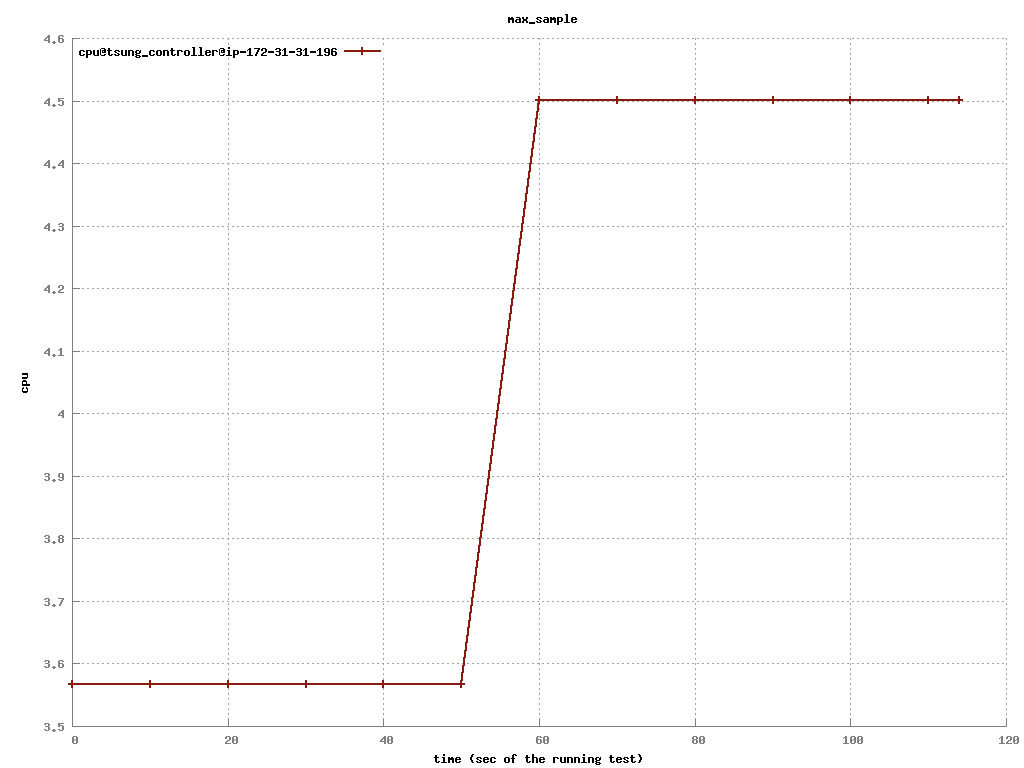 max_sample
4.6
cpu@tsung_controller@ip-172-31-31-196
4.5
4.4
4.3
4.2
4.1
cpu
4
3.9
3.8
3.7
3.6
3.5
0 20 40 60 80 100 120
time (sec of the running test)